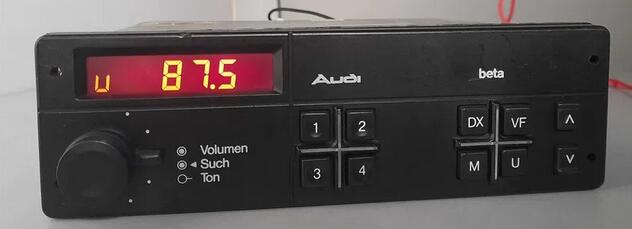 U 87.5
Audi
beta
Volumen
Such
Ton
1 2
3 4
DX VF
M U